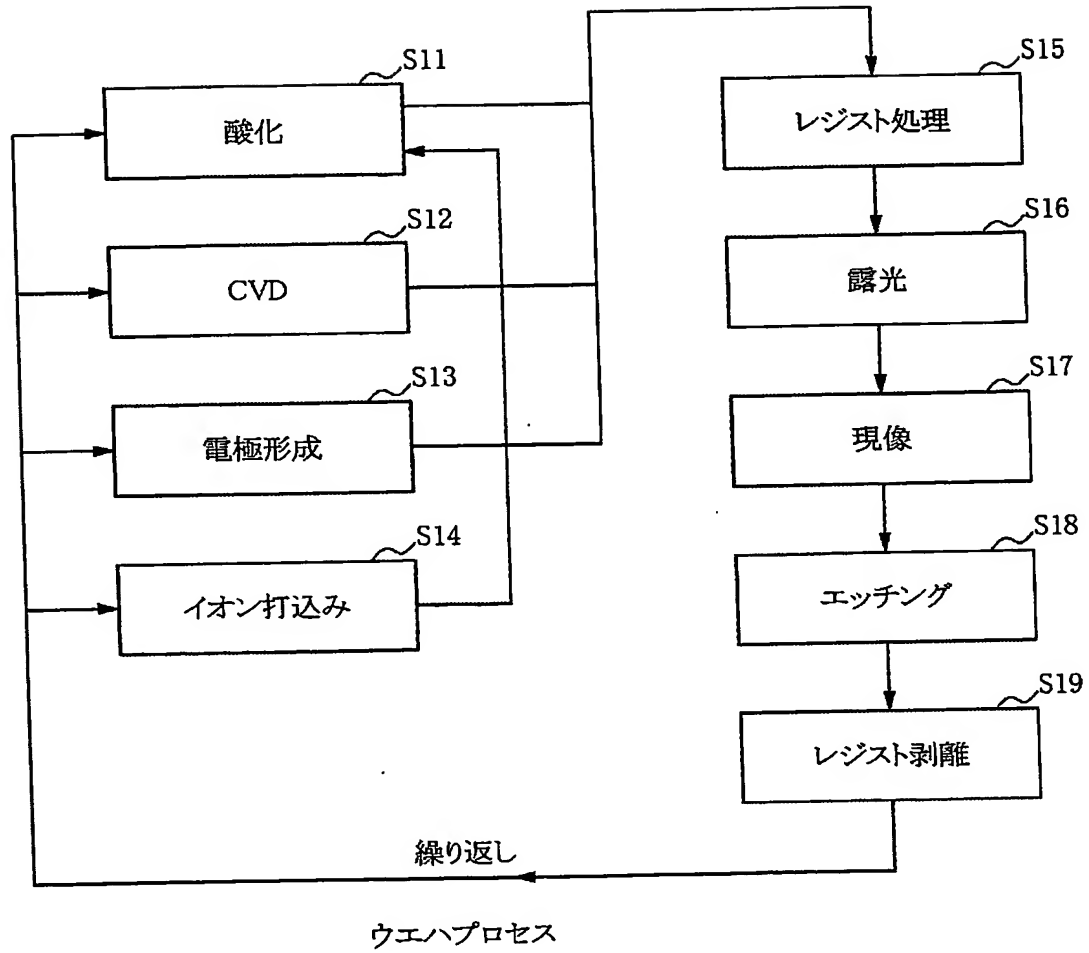 S11
酸化
S12
CVD
S13
電極形成
S14
イオン打込み
S15
レジスト処理
S16
露光
S17
現像
S18
エッチング
S19
レジスト剥離
繰り返し
ウエハプロセス